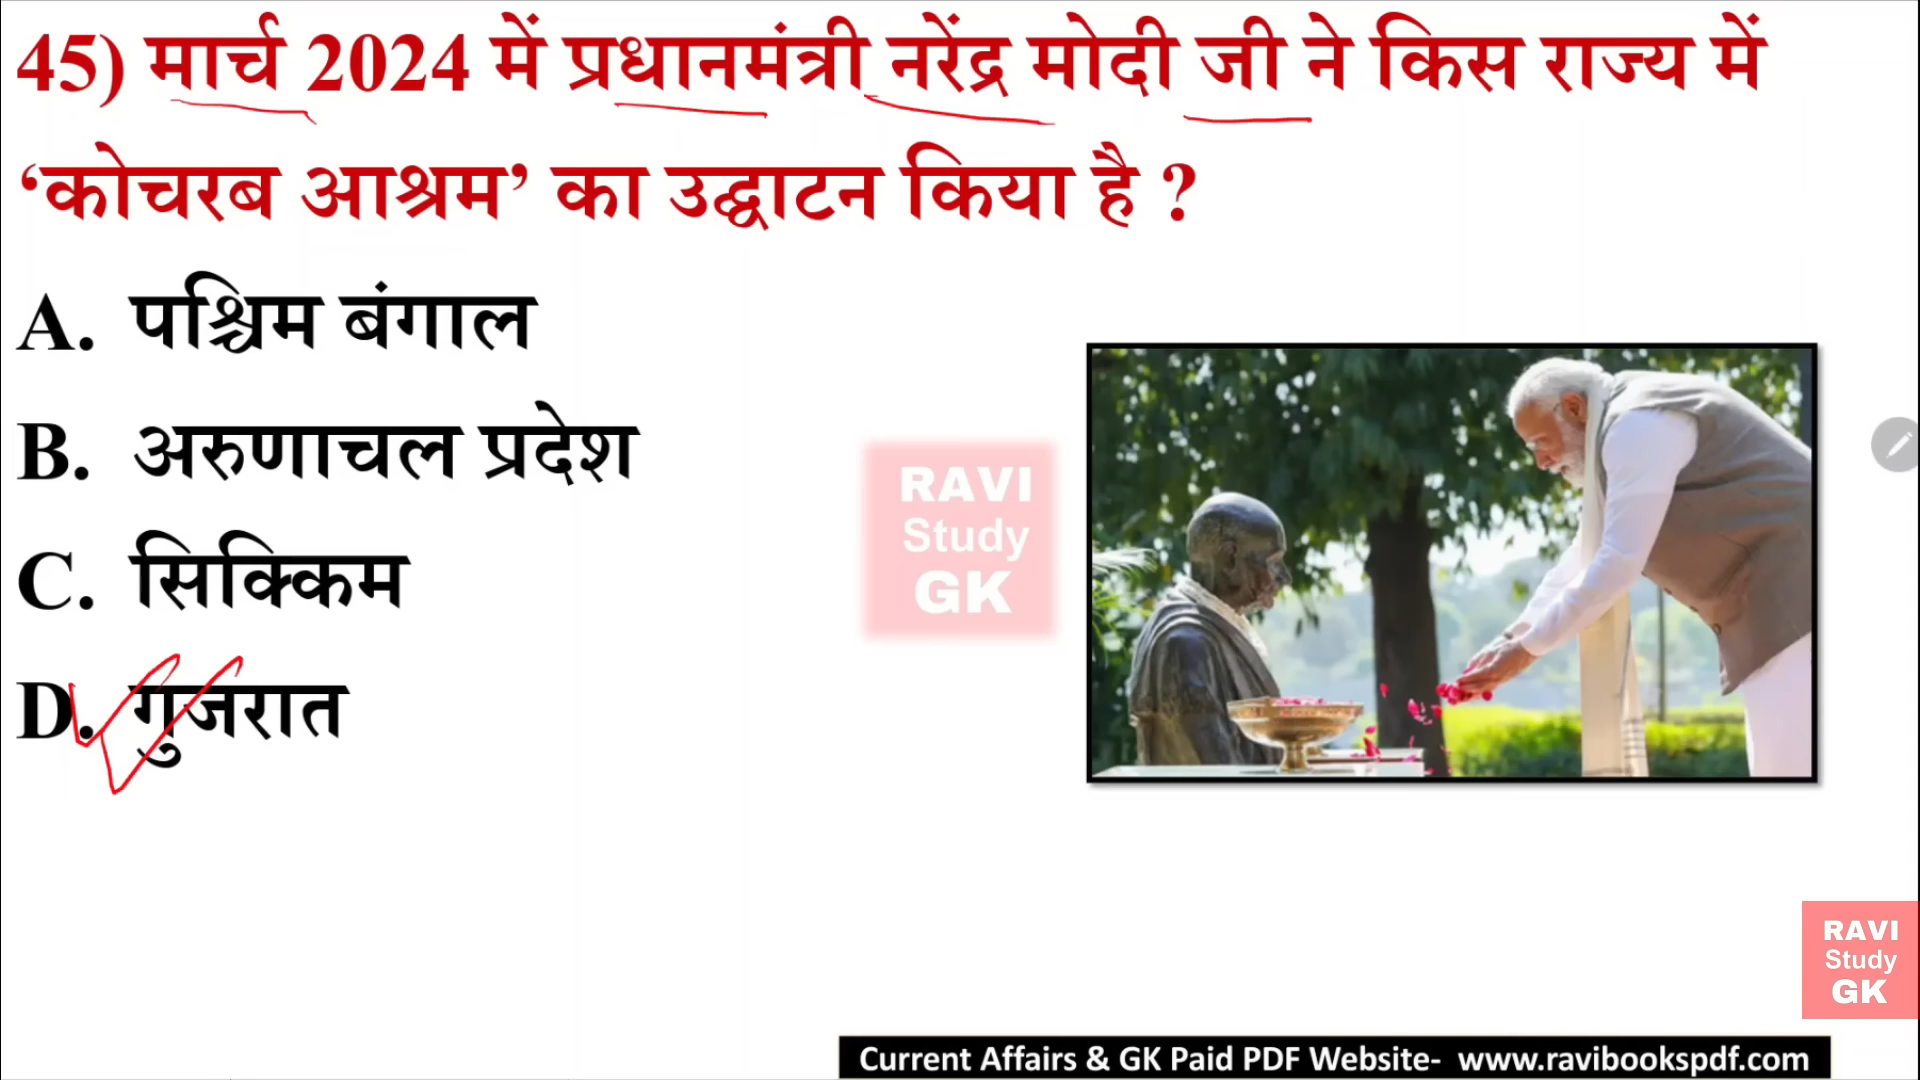 45) मार्च 2024 में प्रधानमंत्री नरेंद्र मोदी जी ने किस राज्य में
‘कोचरब आश्रम’ का उद्घाटन किया है ?
A. पश्चिम बंगाल
B. अरुणाचल प्रदेश
C. सिक्किम
D. गुजरात
RAVI
Study
GK
RAVI
Study
GK
Current Affairs & GK Paid PDF Website- www.ravibookspdf.com